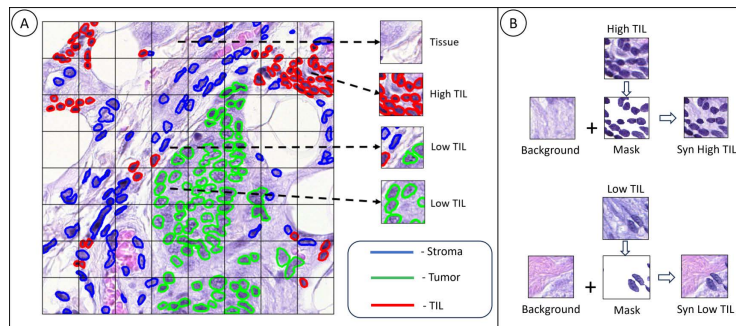 A
Tissue
High TIL
Low TIL
Low TIL
- Stroma
- Tumor
- TIL
B
High TIL
+
Background
Mask
Syn High TIL
Low TIL
+
Background
Mask
Syn Low TIL